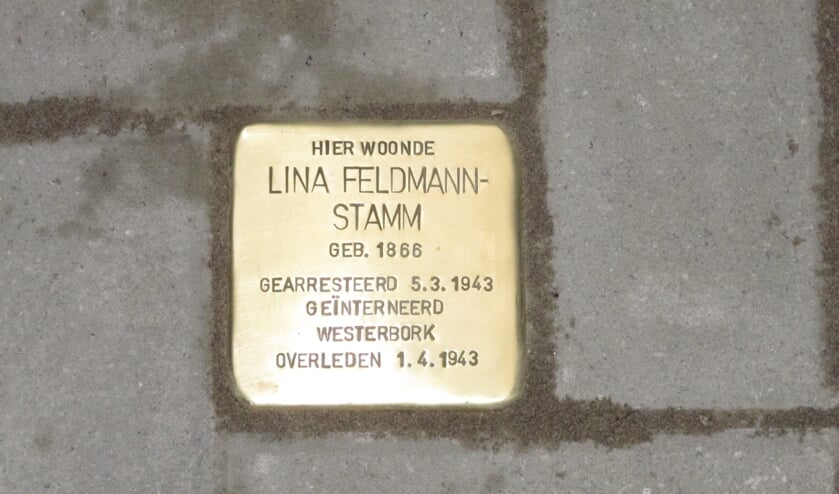 HIER WOONDE
LINA FELDMANN-
STAMM
GEB. 1866
GEARRESTEERD 5.3.1943
GEÏNTERNEERD
WESTERBORK
OVERLEDEN 1.4.1943